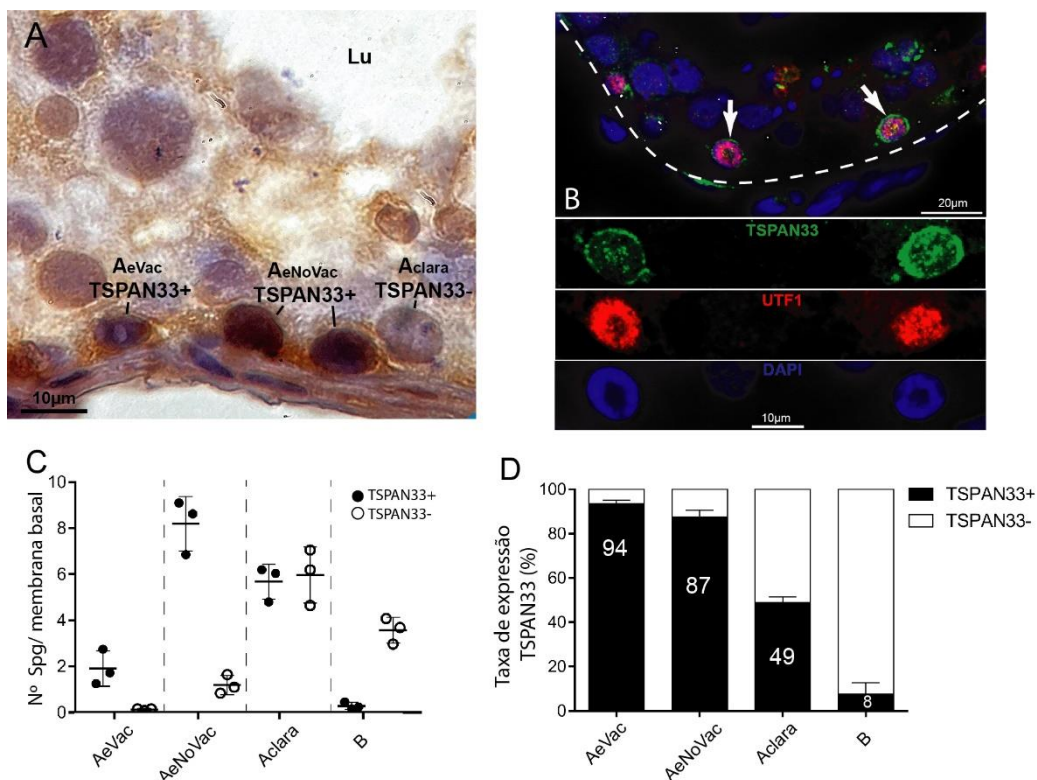 A
Lu
AeVac
TSPAN33+
AeNoVac
TSPAN33+
Aclara
TSPAN33-
10µm
B
20µm
TSPAN33
UTF1
DAPI
10µm
C
Nº Spg/ membrana basal
10
8
6
4
2
0
TSPAN33+
TSPAN33-
AeVac
AeNoVac
Aclara
B
D
Taxa de expressão
TSPAN33 (%)
100
80
60
40
20
0
94
87
49
8
TSPAN33+
TSPAN33-
AeVac
AeNoVac
Aclara
B